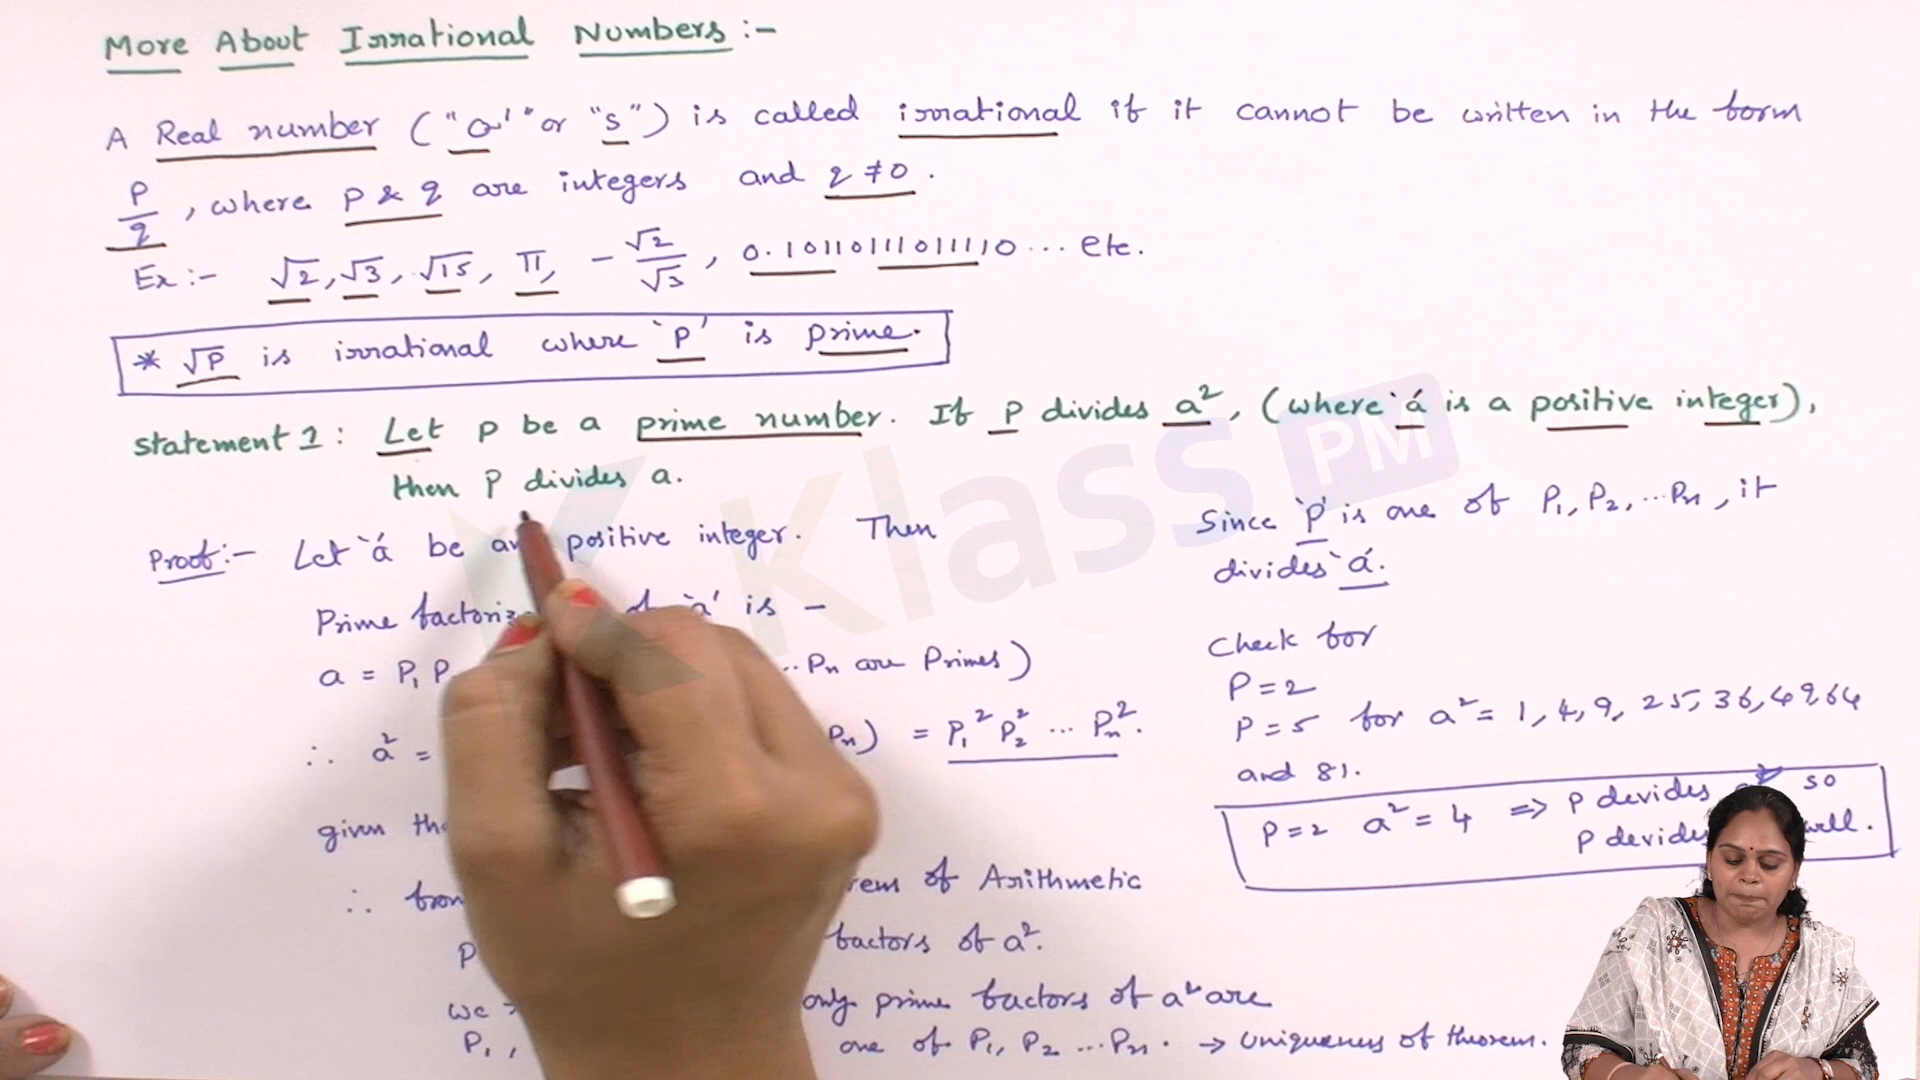 More About Irrational Numbers :-
A Real number ("Q'" or "s") is called irrational if it cannot be written in the form
p/q , where p & q are integers and q ≠ 0 .
Ex :- √2, √3, √15, π, - √2/√3 , 0.10110111011110... etc.
* √P is irrational where 'P' is prime.
Statement 1 : Let p be a prime number. If p divides a², (where 'a' is a positive integer),
then p divides a.
Proof :- Let 'a' be positive integer. Then
Prime of 'a' is -
a = P₁ P ... Pn are Primes)
∴ a² = Pn) = P₁² P₂² ... Pn².
given
∴ of Arithmetic
P factors of a².
we only prime factors of a² are
P₁ , one of P₁, P₂ ... Pn . → Uniqueness of theorem.
Since 'p' is one of P₁, P₂, ... Pn , it
divides 'a'.
Check for
P = 2
P = 5 for a² = 1, 4, 9, 25, 36, 49, 64
and 81.
P = 2 a² = 4 => P devides so
P devides well.
Klass PM